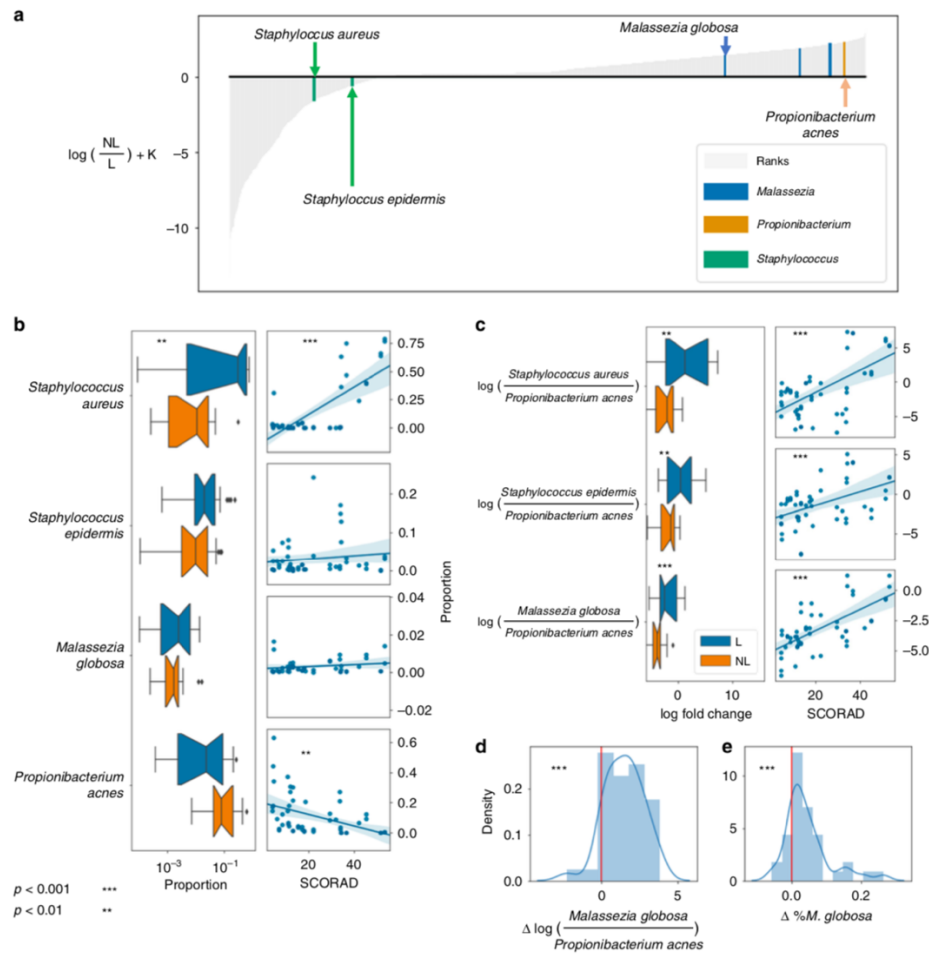 a
Staphyloccus aureus
Malassezia globosa
0
Propionibacterium
acnes
log ( NL / L ) + K
−5
Ranks
Malassezia
Staphyloccus epidermis
Propionibacterium
−10
Staphylococcus
b
**
***
0.75
Staphylococcus
aureus
0.50
0.25
0.00
Staphylococcus
epidermis
0.2
0.1
0.0
Proportion
0.04
Malassezia
globosa
0.02
0.00
−0.02
Propionibacterium
acnes
**
0.6
0.4
0.2
0.0
10−3
10−1
20
40
Proportion
SCORAD
p < 0.001 ***
p < 0.01 **
c
**
***
log ( Staphylococcus aureus / Propionibacterium acnes )
5
0
−5
**
***
log ( Staphylococcus epidermis / Propionibacterium acnes )
5
0
−5
***
***
log ( Malassezia globosa / Propionibacterium acnes )
0.0
−2.5
−5.0
L
NL
0
10
20
40
log fold change
SCORAD
d
***
Density
0.2
0.1
0.0
0
5
Δ log ( Malassezia globosa / Propionibacterium acnes )
e
***
10
5
0
0.0
0.2
Δ %M. globosa